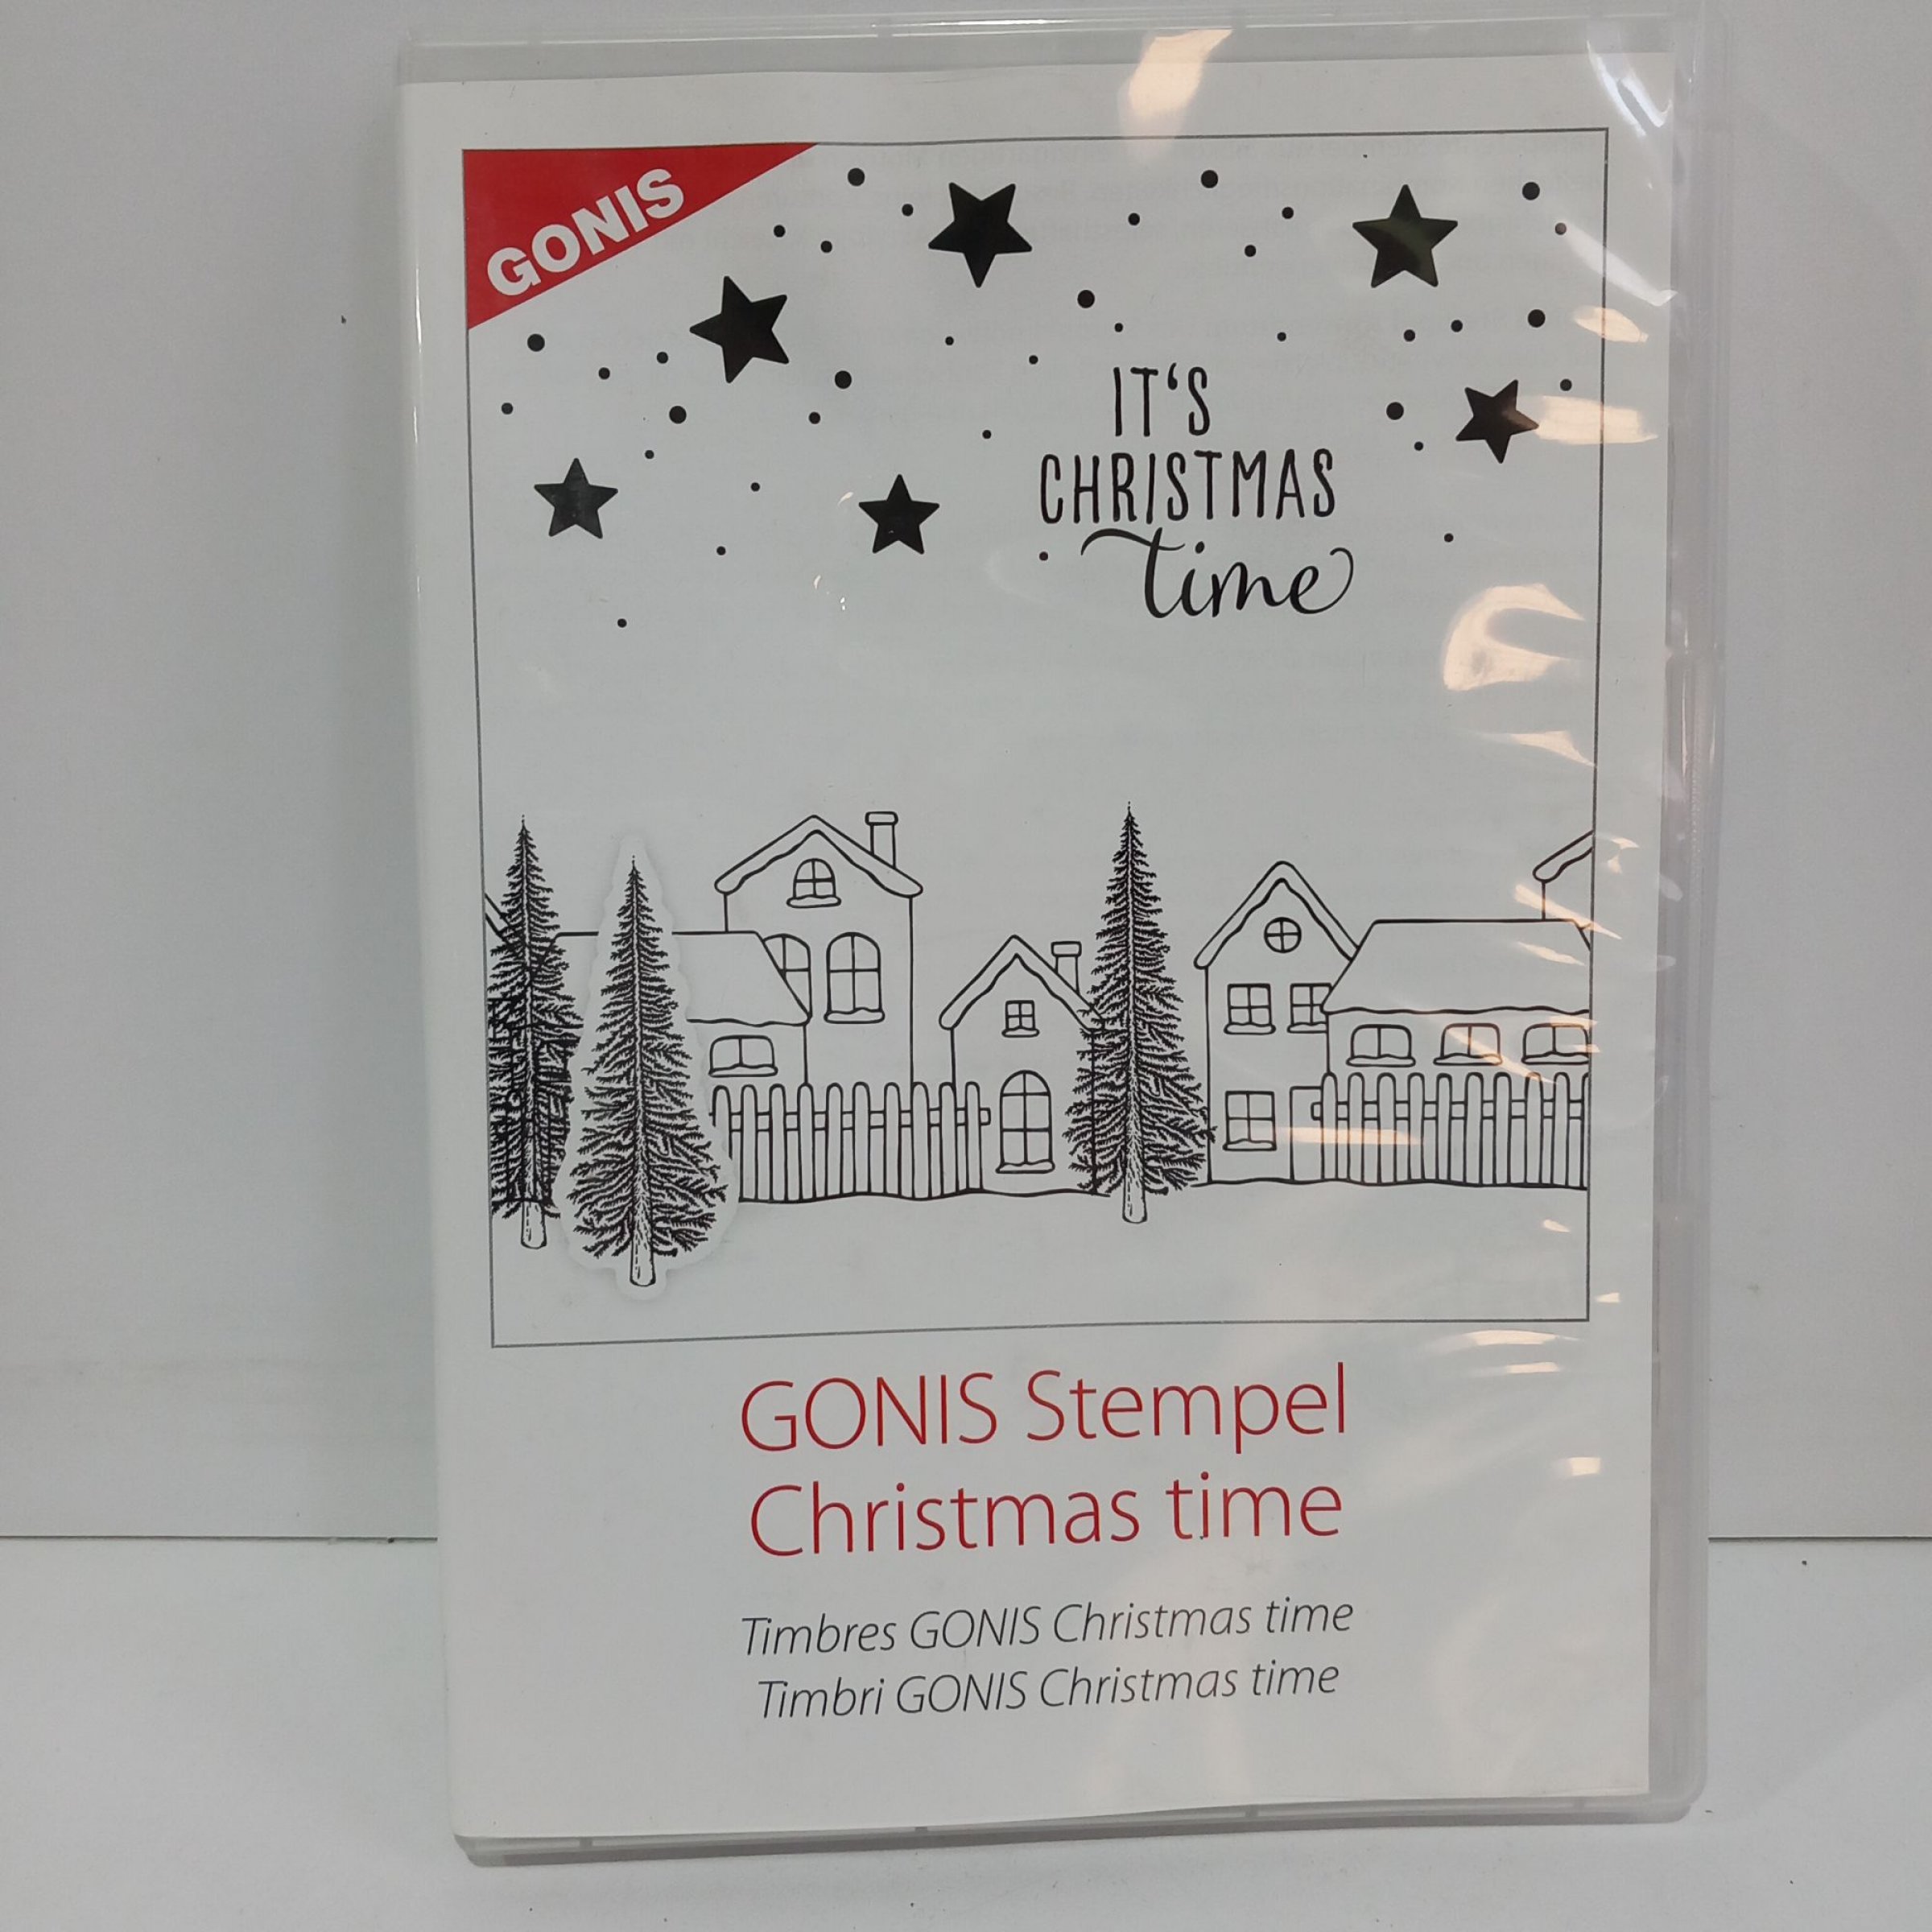 GONIS
IT‘S
CHRISTMAS
time
GONIS Stempel
Christmas time
Timbres GONIS Christmas time
Timbri GONIS Christmas time